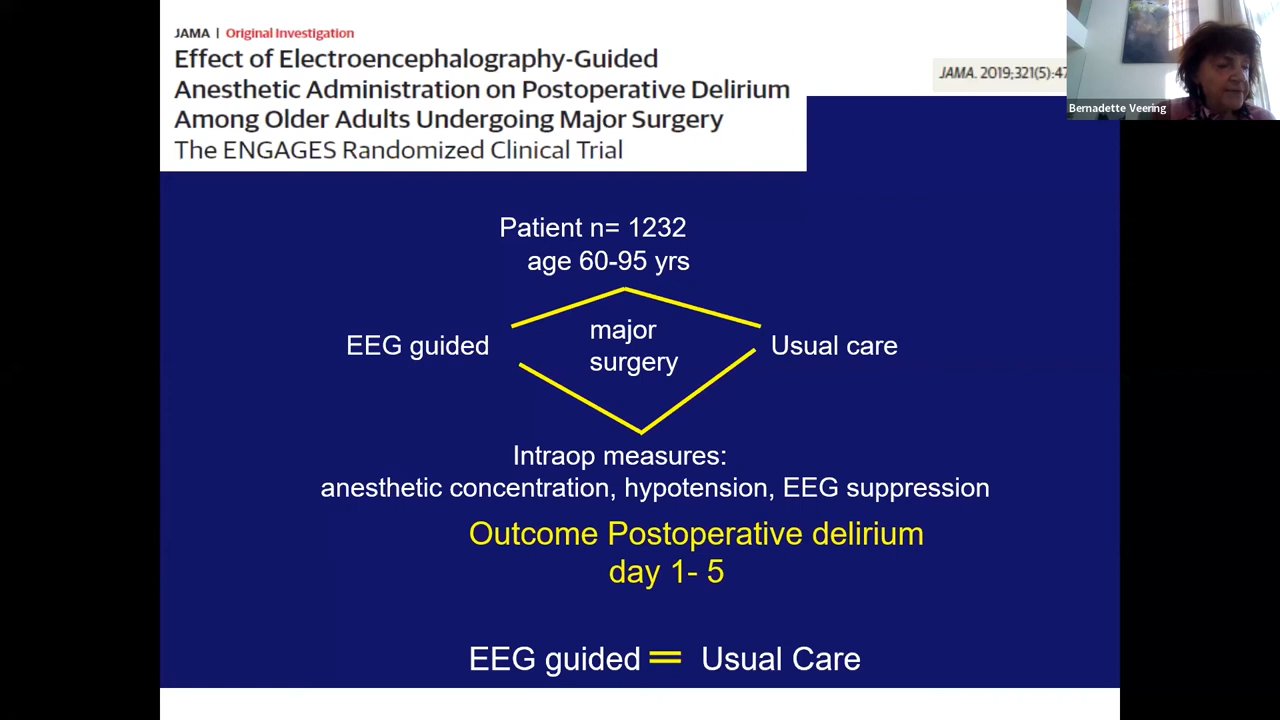 JAMA | Original Investigation
Effect of Electroencephalography-Guided
Anesthetic Administration on Postoperative Delirium
Among Older Adults Undergoing Major Surgery
The ENGAGES Randomized Clinical Trial
JAMA. 2019;321(5):47
Bernadette Veering
Patient n= 1232
age 60-95 yrs
major
surgery
EEG guided
Usual care
Intraop measures:
anesthetic concentration, hypotension, EEG suppression
Outcome Postoperative delirium
day 1- 5
EEG guided = Usual Care